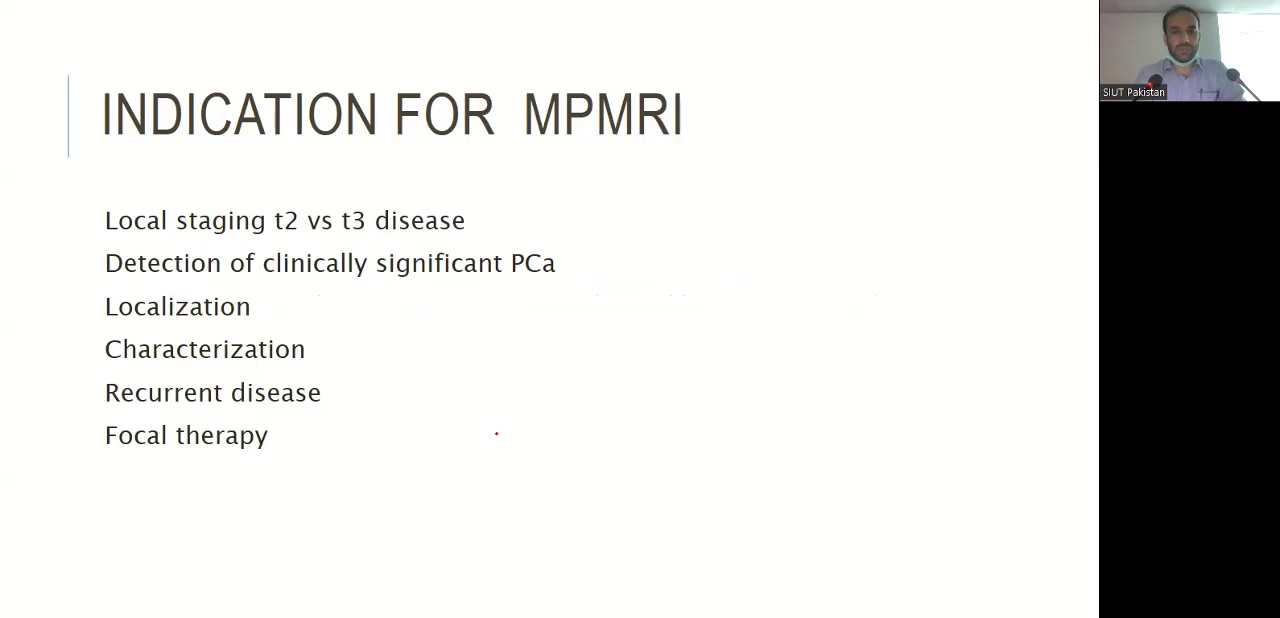 INDICATION FOR MPMRI
Local staging t2 vs t3 disease
Detection of clinically significant PCa
Localization
Characterization
Recurrent disease
Focal therapy
SIUT Pakistan